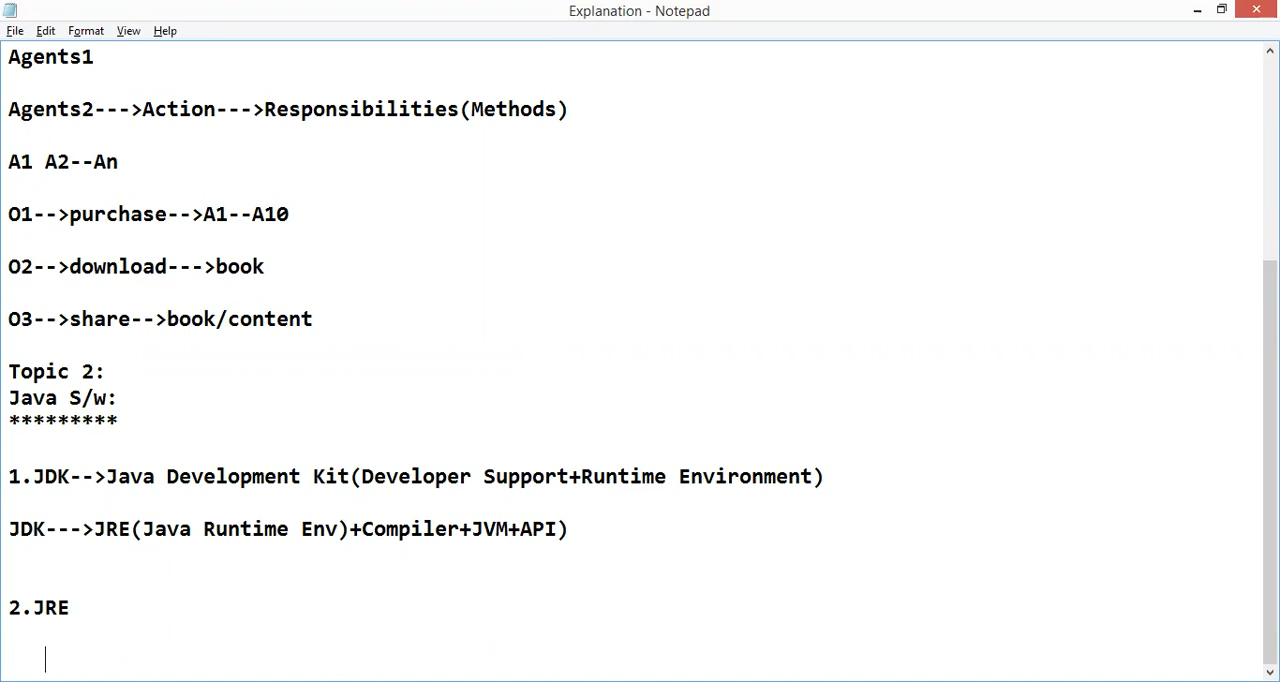 Explanation - Notepad
File Edit Format View Help
Agents1
Agents2--->Action--->Responsibilities(Methods)
A1 A2--An
O1-->purchase-->A1--A10
O2-->download--->book
O3-->share-->book/content
Topic 2:
Java S/w:
*********
1.JDK-->Java Development Kit(Developer Support+Runtime Environment)
JDK--->JRE(Java Runtime Env)+Compiler+JVM+API)
2.JRE